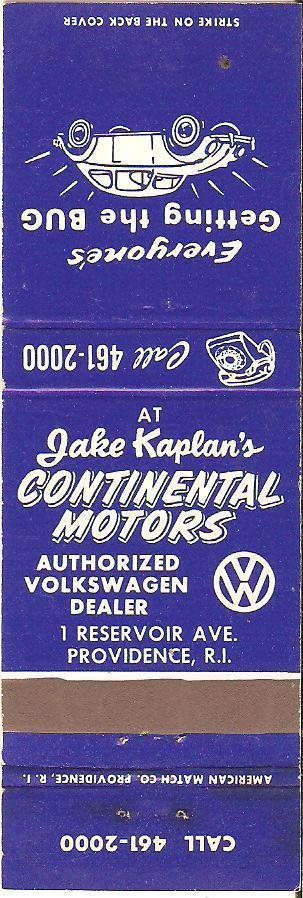 STRIKE ON THE BACK COVER
Everyone's
Getting the BUG
Call 461-2000
AT
Jake Kaplan's
CONTINENTAL
MOTORS
AUTHORIZED
VOLKSWAGEN
DEALER
VW
1 RESERVOIR AVE.
PROVIDENCE, R.I.
AMERICAN MATCH CO. PROVIDENCE, R. I.
CALL 461-2000